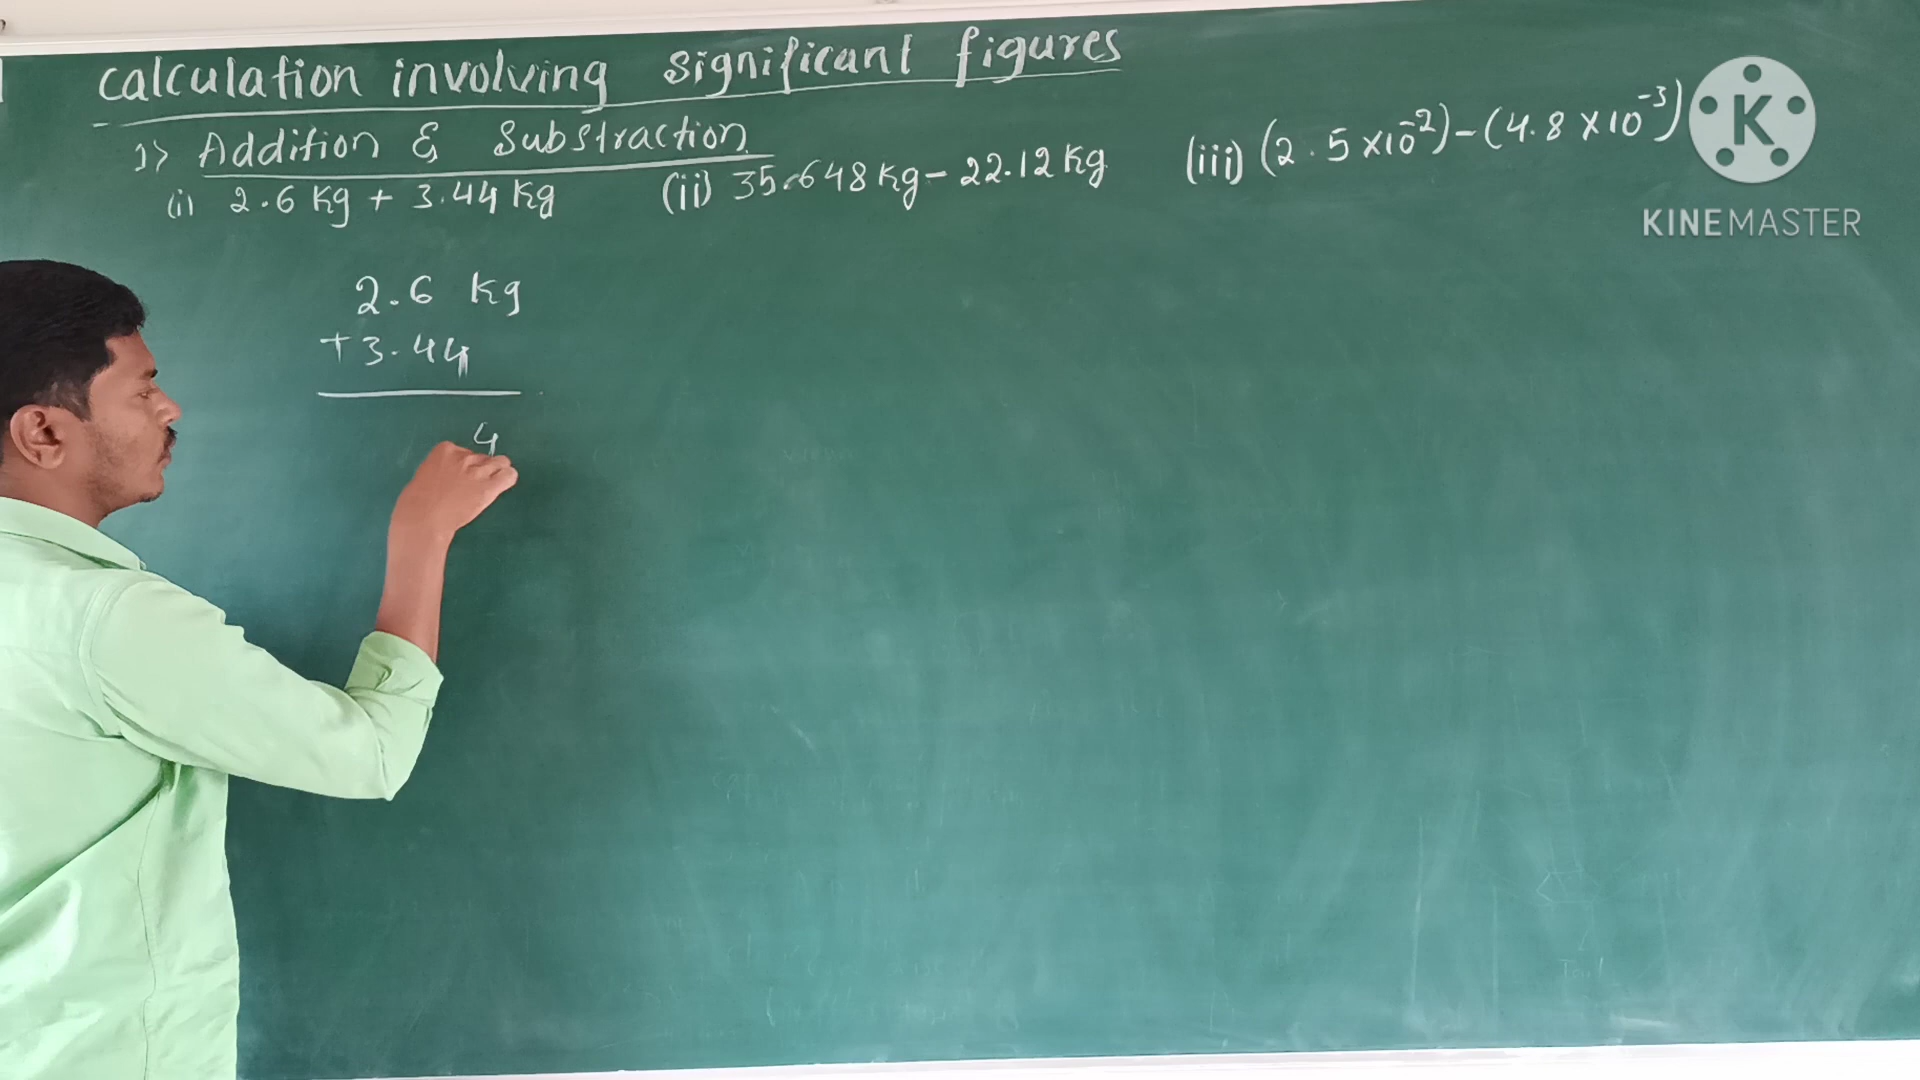 calculation involving significant figures
1> Addition & Substraction
(i) 2.6 Kg + 3.44 Kg (ii) 35.648 Kg - 22.12 Kg (iii) (2.5 ×10⁻²) - (4.8 ×10⁻³)
K
KINEMASTER
2.6 kg
+ 3.44
4